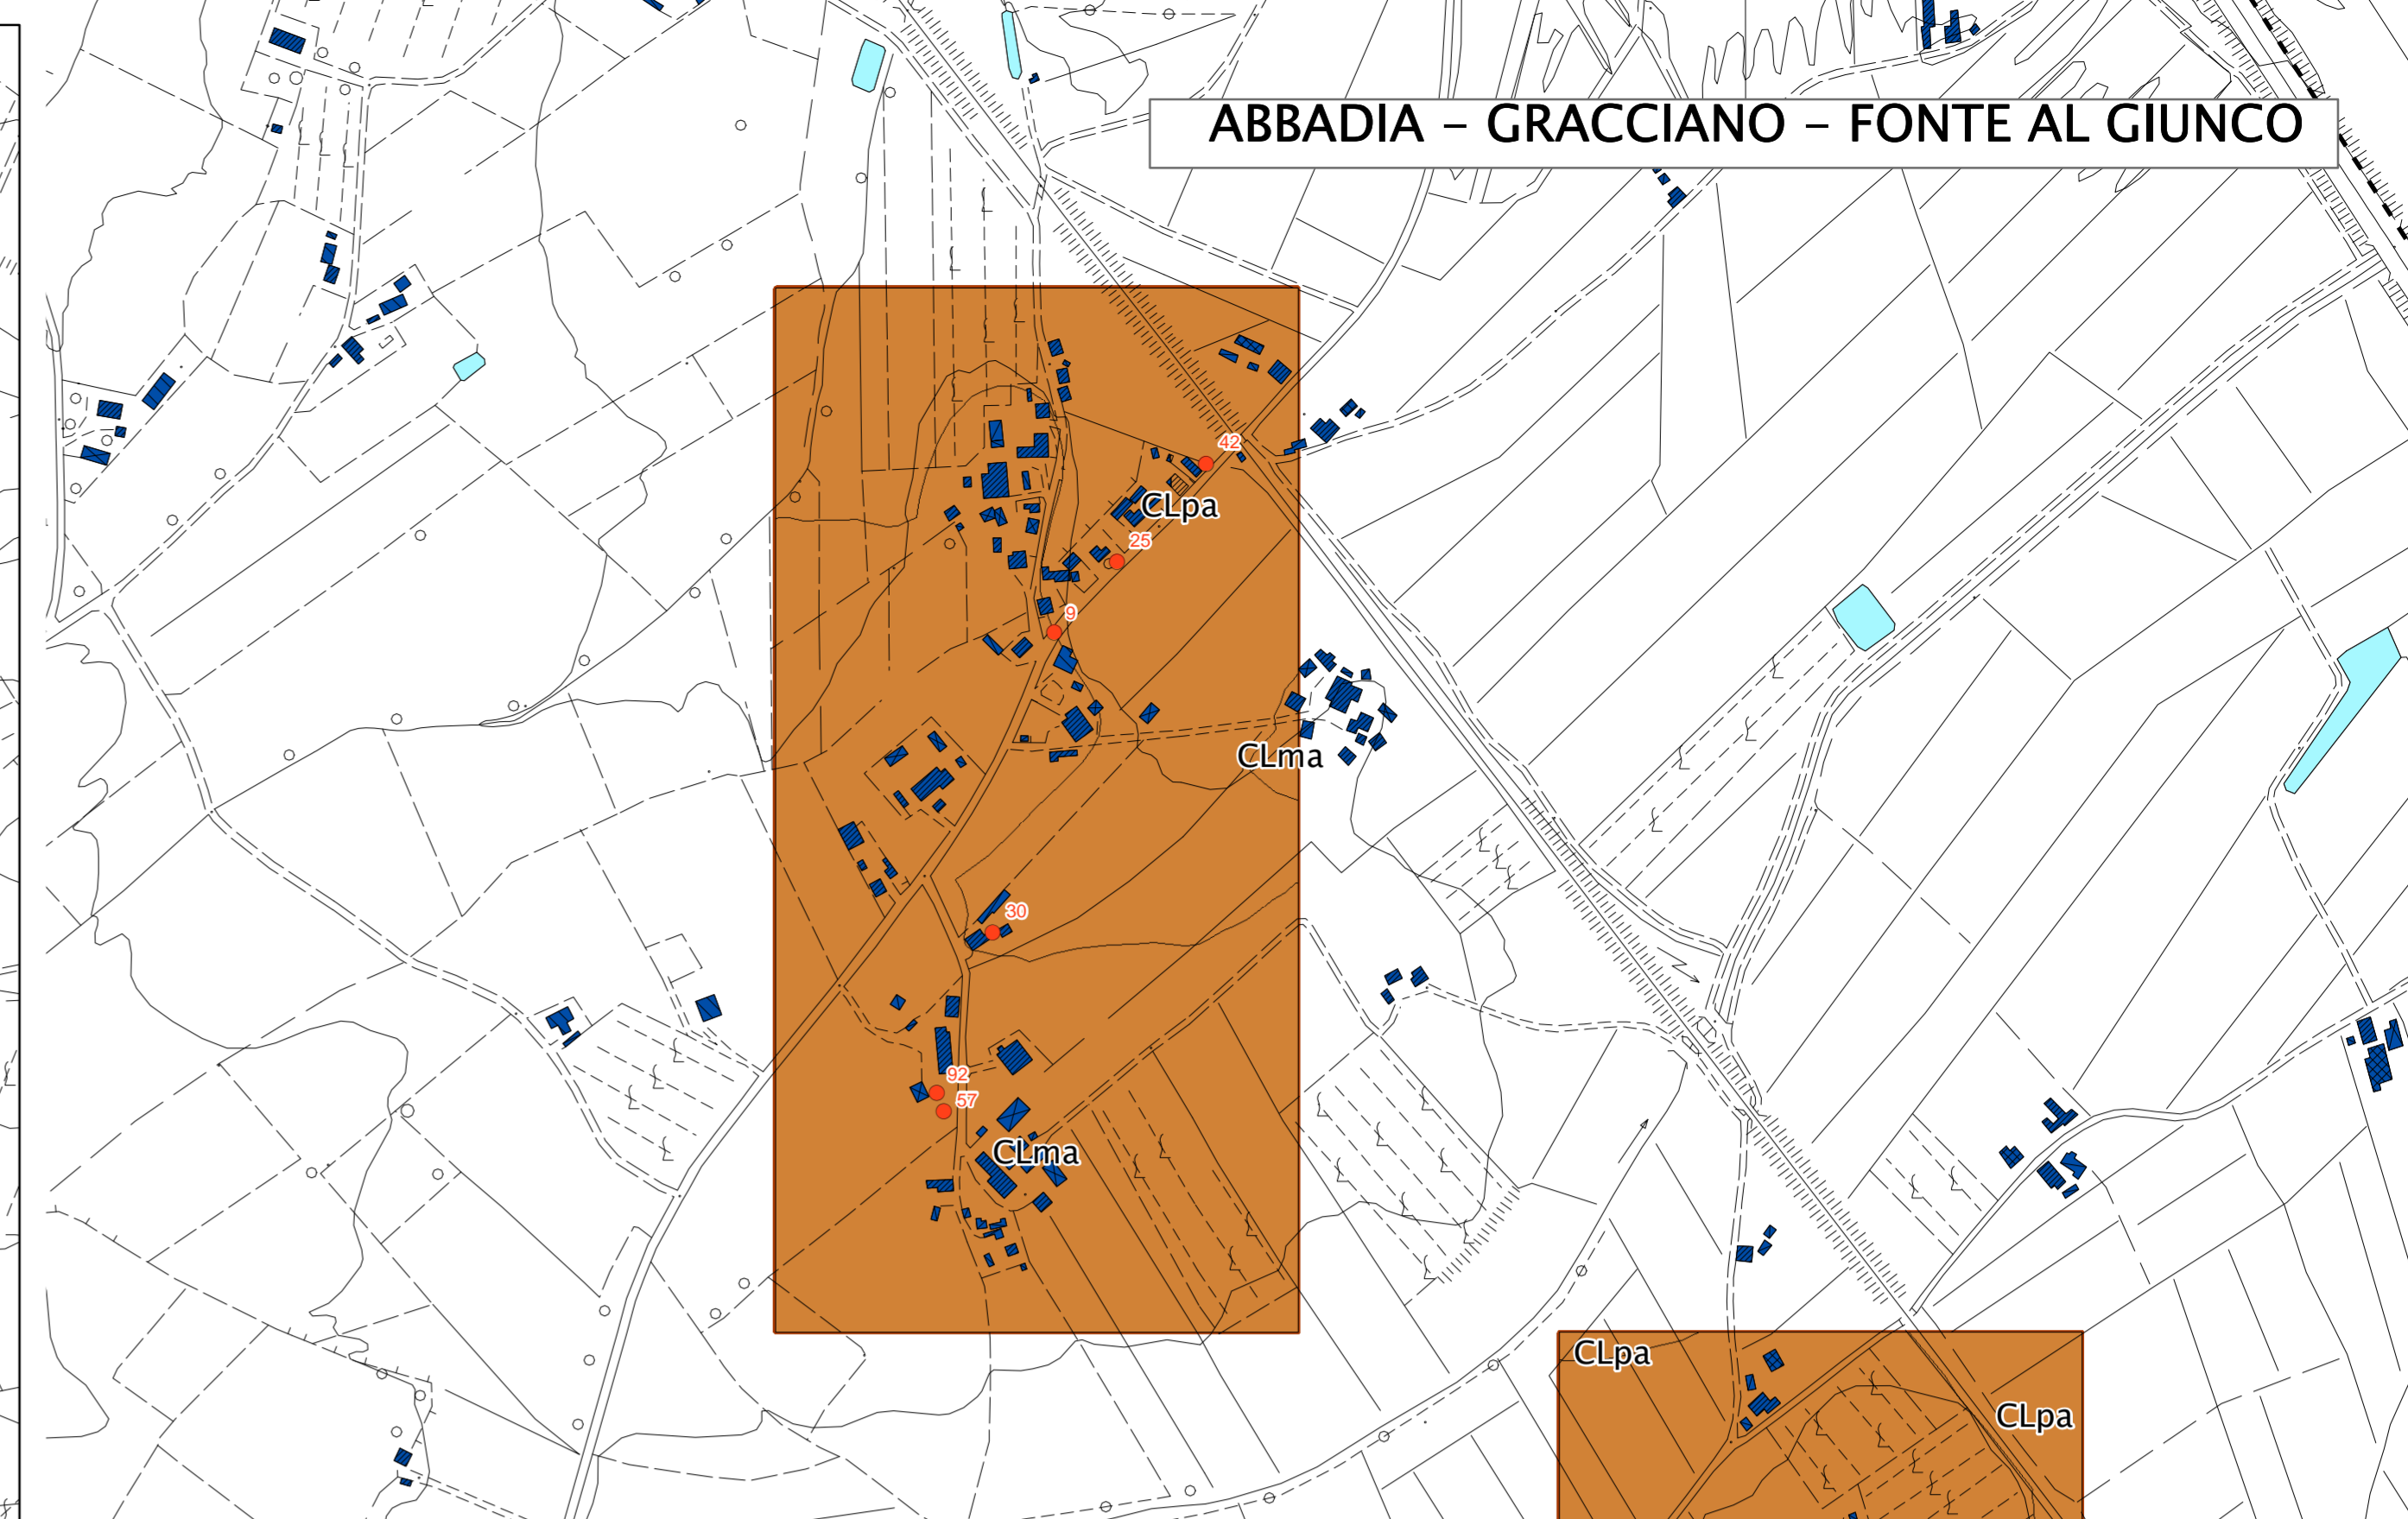 ABBADIA – GRACCIANO – FONTE AL GIUNCO
42
CLpa
25
9
CLma
30
92
57
CLma
CLpa
CLpa